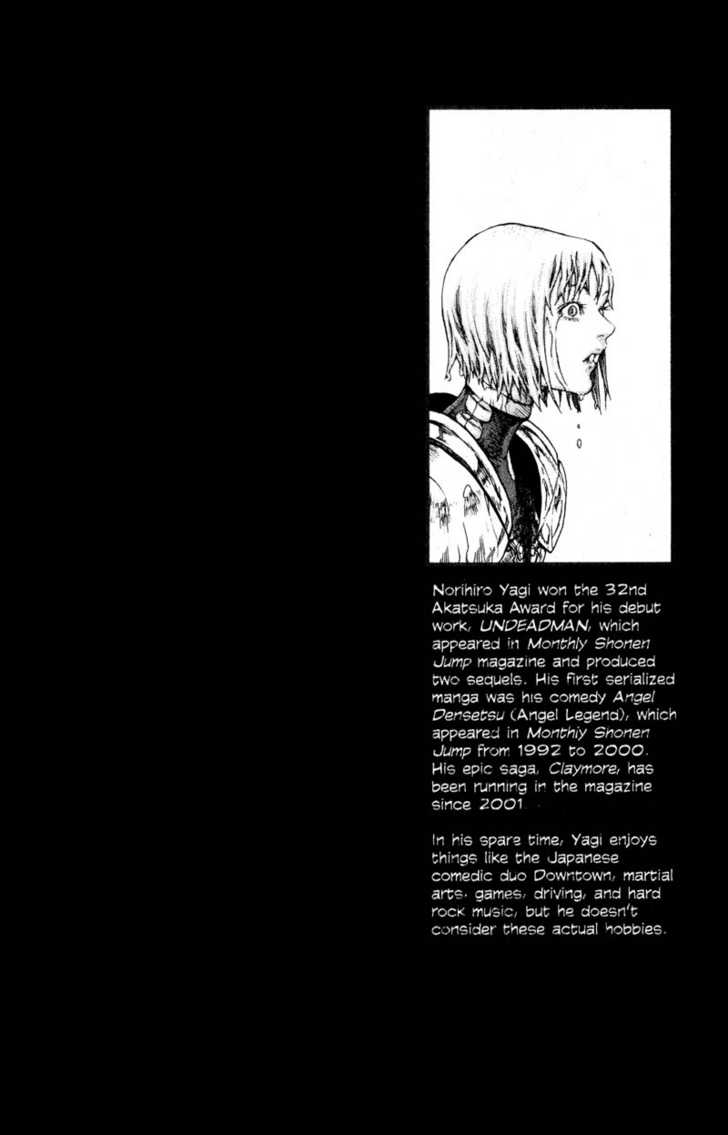 Norihiro Yagi won the 32nd
Akatsuka Award for his debut
work, UNDEADMAN, which
appeared in Monthly Shonen
Jump magazine and produced
two sequels. His first serialized
manga was his comedy Angel
Densetsu (Angel Legend), which
appeared in Monthly Shonen
Jump from 1992 to 2000.
His epic saga, Claymore, has
been running in the magazine
since 2001.
In his spare time, Yagi enjoys
things like the Japanese
comedic duo Downtown, martial
arts, games, driving, and hard
rock music, but he doesn't
consider these actual hobbies.